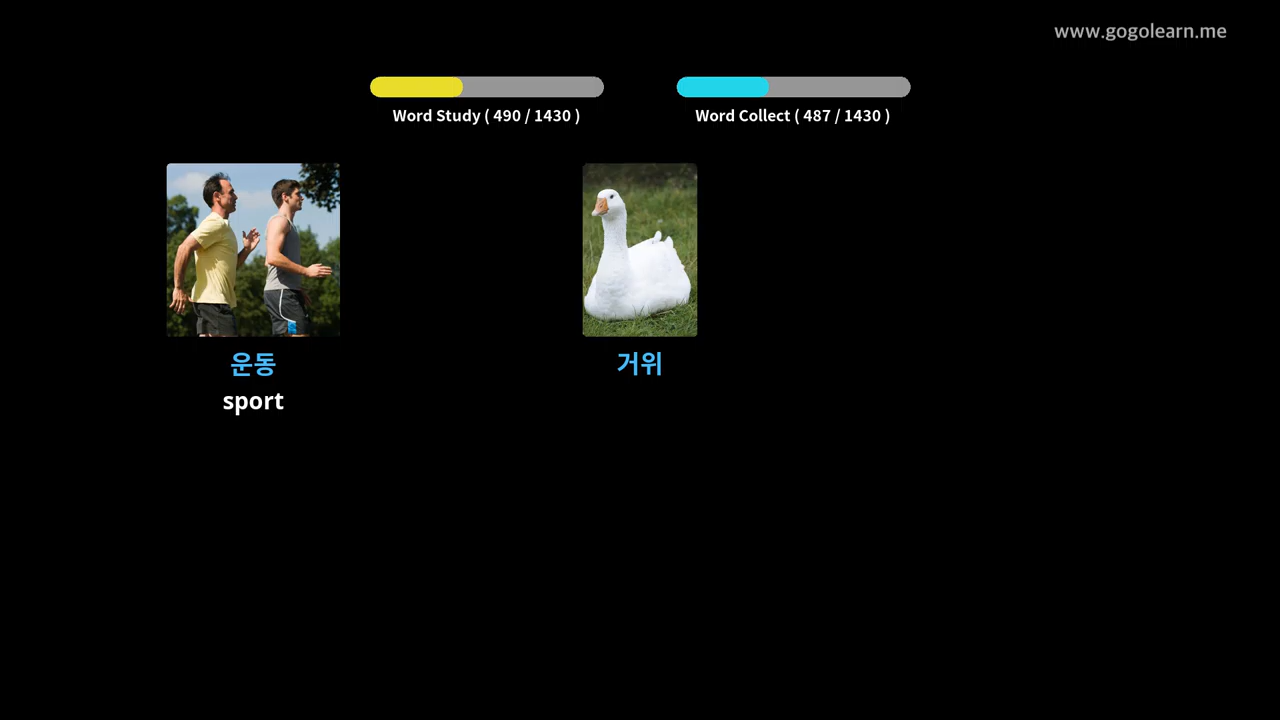 www.gogolearn.me
Word Study ( 490 / 1430 )
Word Collect ( 487 / 1430 )
운동
sport
거위